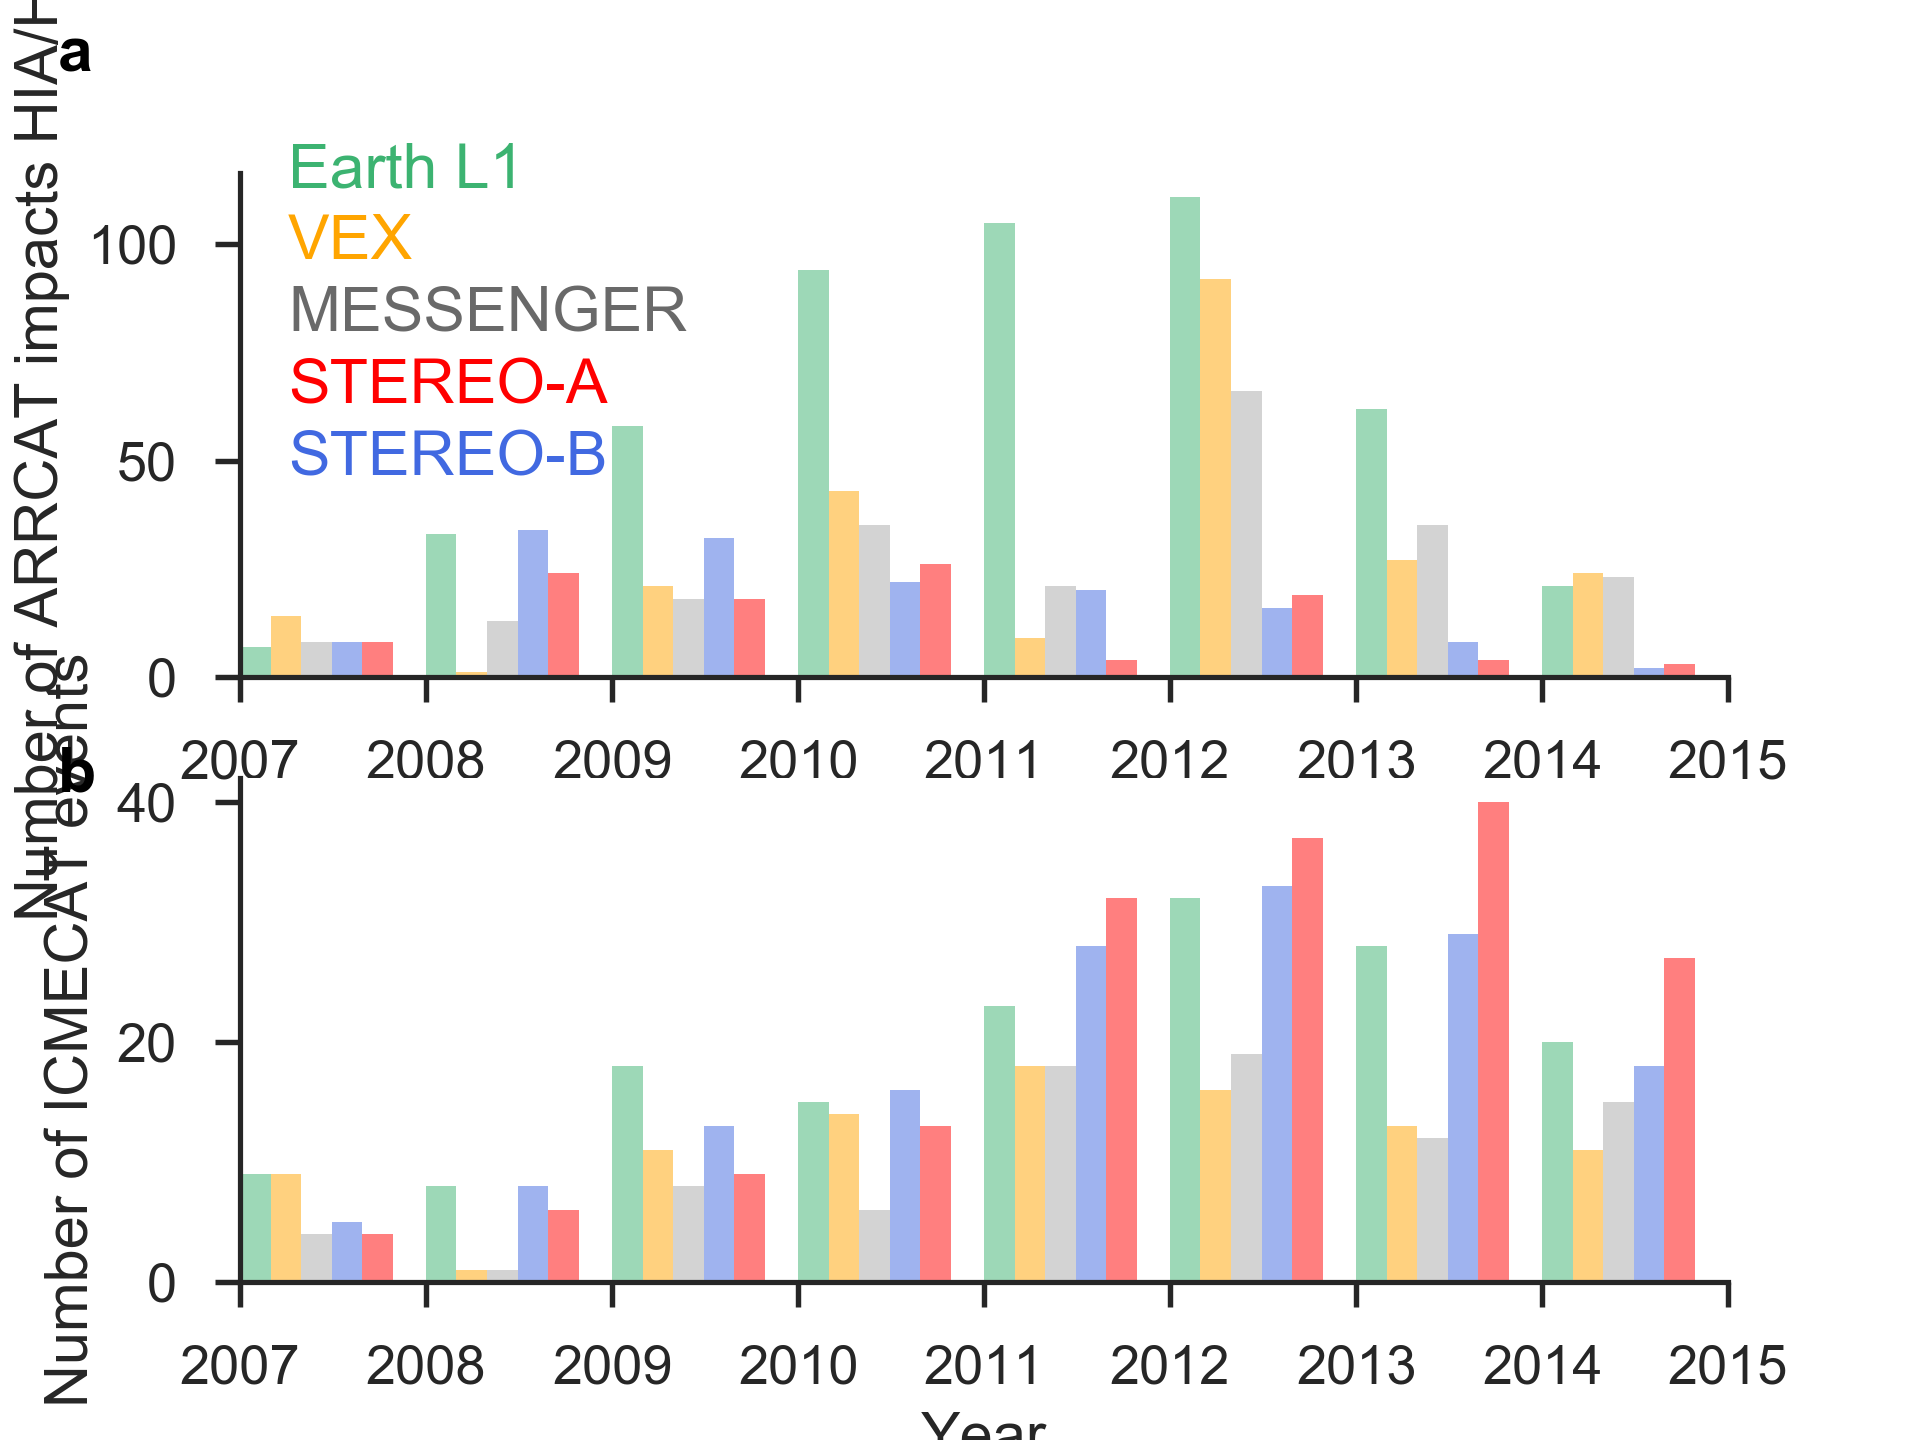 a
Number of ARRCAT impacts HIA/
Earth L1
VEX
MESSENGER
STEREO-A
STEREO-B
100
50
0
2007 2008 2009 2010 2011 2012 2013 2014 2015
b
Number of ICMECAT events
40
20
0
2007 2008 2009 2010 2011 2012 2013 2014 2015
Year